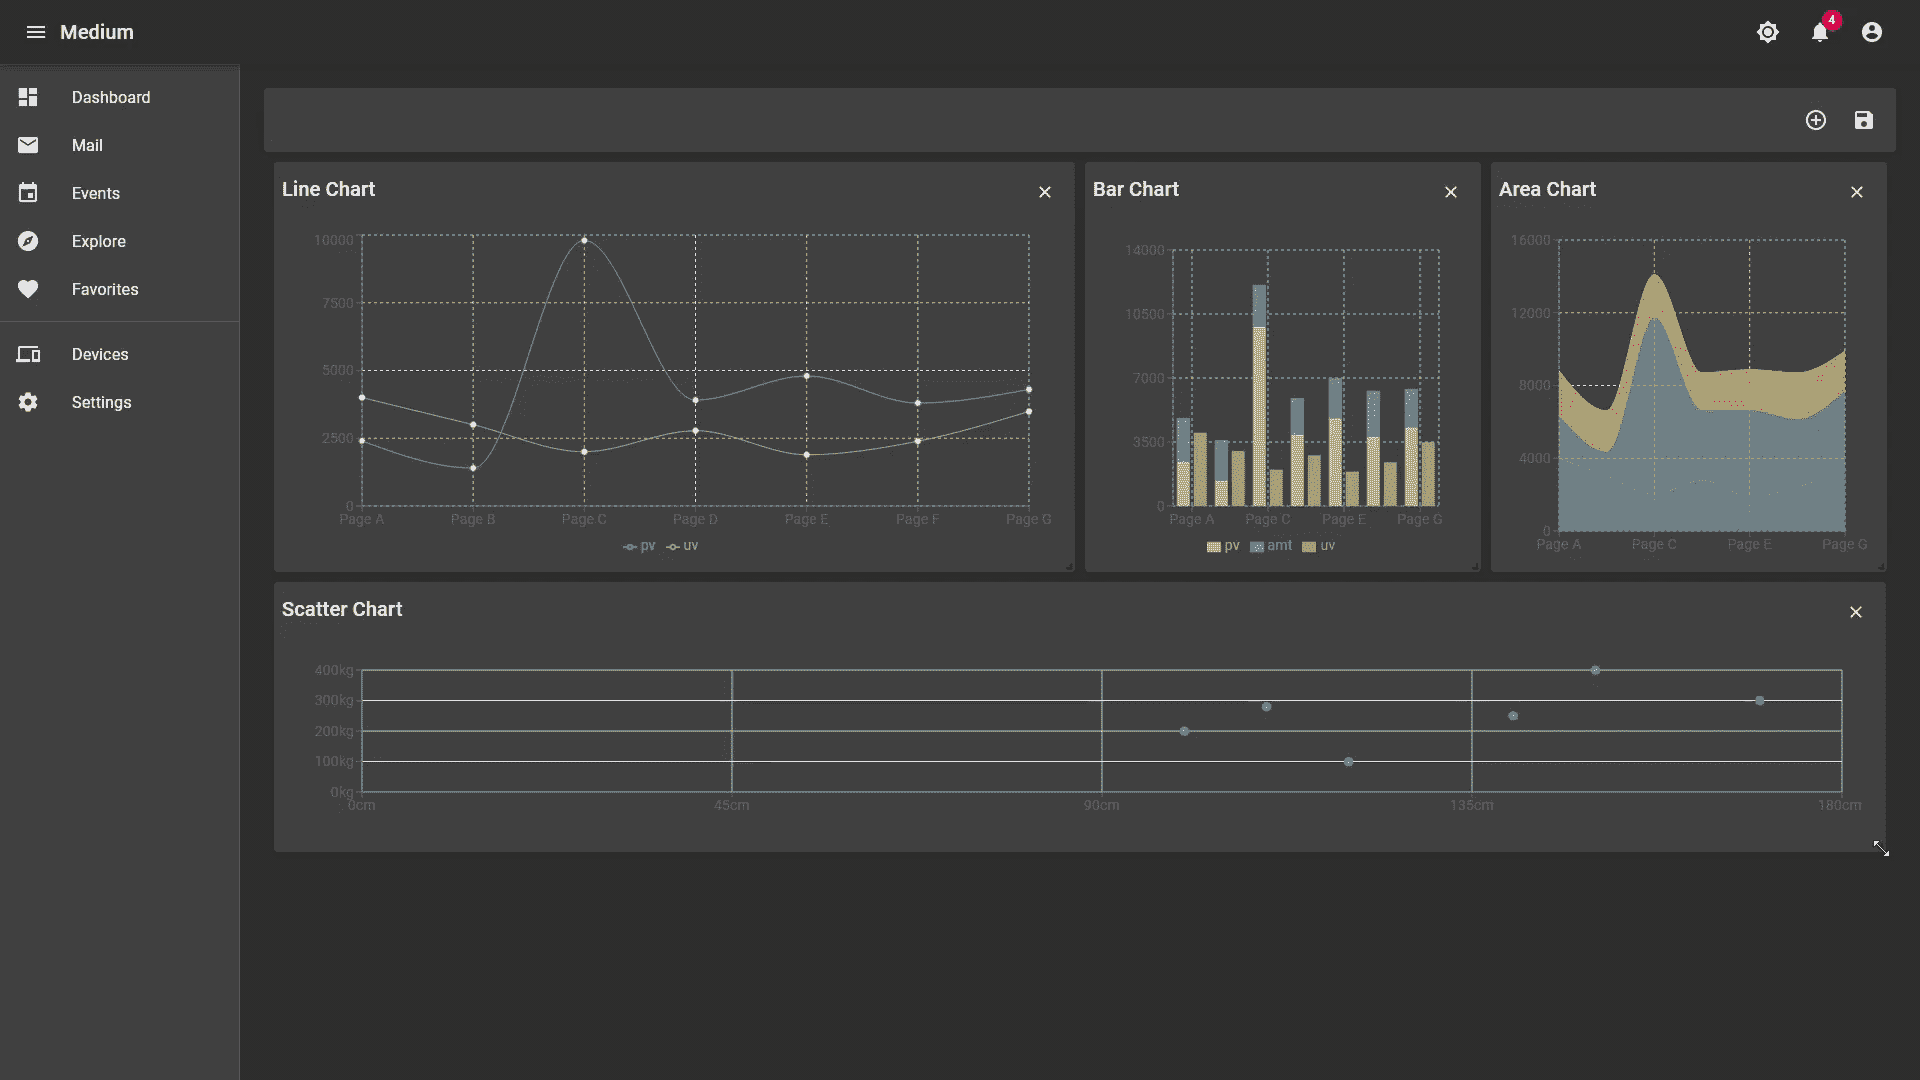 Medium
4
Dashboard
Mail
Events
Explore
Favorites
Devices
Settings
Line Chart
10000
7500
5000
2500
0
Page A Page B Page C Page D Page E Page F Page G
pv uv
Bar Chart
14000
10500
7000
3500
0
Page A Page C Page E Page G
pv amt uv
Area Chart
16000
12000
8000
4000
0
Page A Page C Page E Page G
Scatter Chart
400kg
300kg
200kg
100kg
0kg
0cm 45cm 90cm 135cm 180cm